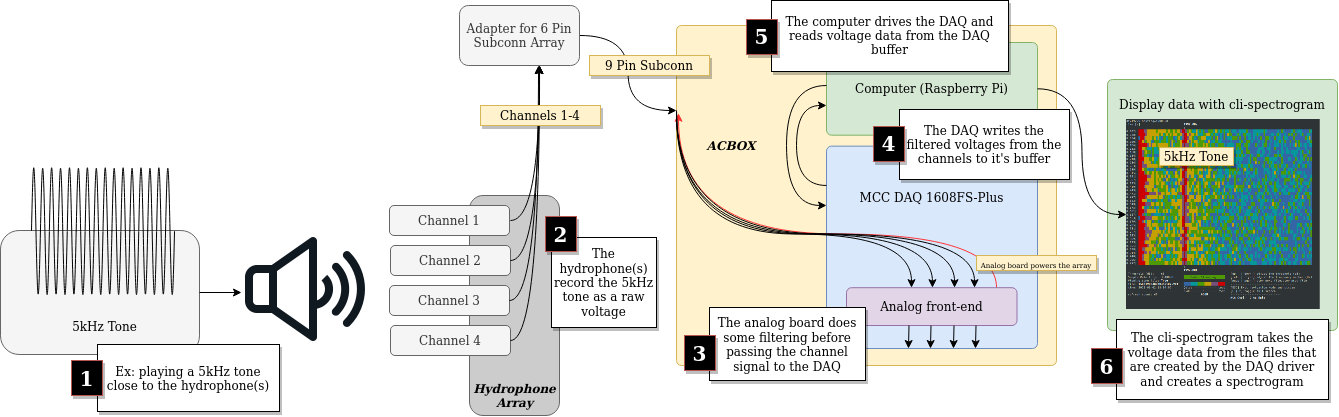 5kHz Tone
1
Ex: playing a 5kHz tone
close to the hydrophone(s)
Adapter for 6 Pin
Subconn Array
Channels 1-4
Channel 1
Channel 2
Channel 3
Channel 4
Hydrophone
Array
2
The
hydrophone(s)
record the 5kHz
tone as a raw
voltage
9 Pin Subconn
ACBOX
5
The computer drives the DAQ and
reads voltage data from the DAQ
buffer
Computer (Raspberry Pi)
4
The DAQ writes the
filtered voltages from the
channels to it's buffer
MCC DAQ 1608FS-Plus
Analog board powers the array
Analog front-end
3
The analog board does
some filtering before
passing the channel
signal to the DAQ
Display data with cli-spectrogram
5kHz Tone
6
The cli-spectrogram takes the
voltage data from the files that
are created by the DAQ driver
and creates a spectrogram